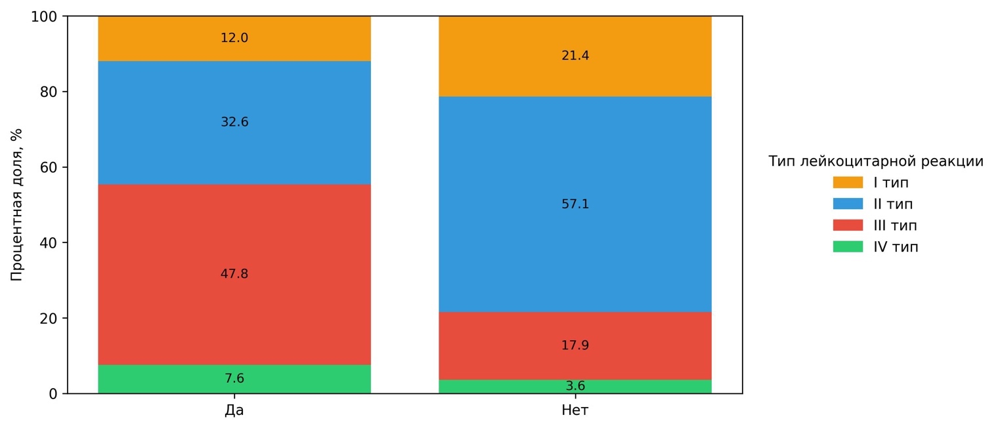 Процентная доля, %
100
80
60
40
20
0
12.0
32.6
47.8
7.6
21.4
57.1
17.9
3.6
Да
Нет
Тип лейкоцитарной реакции
I тип
II тип
III тип
IV тип